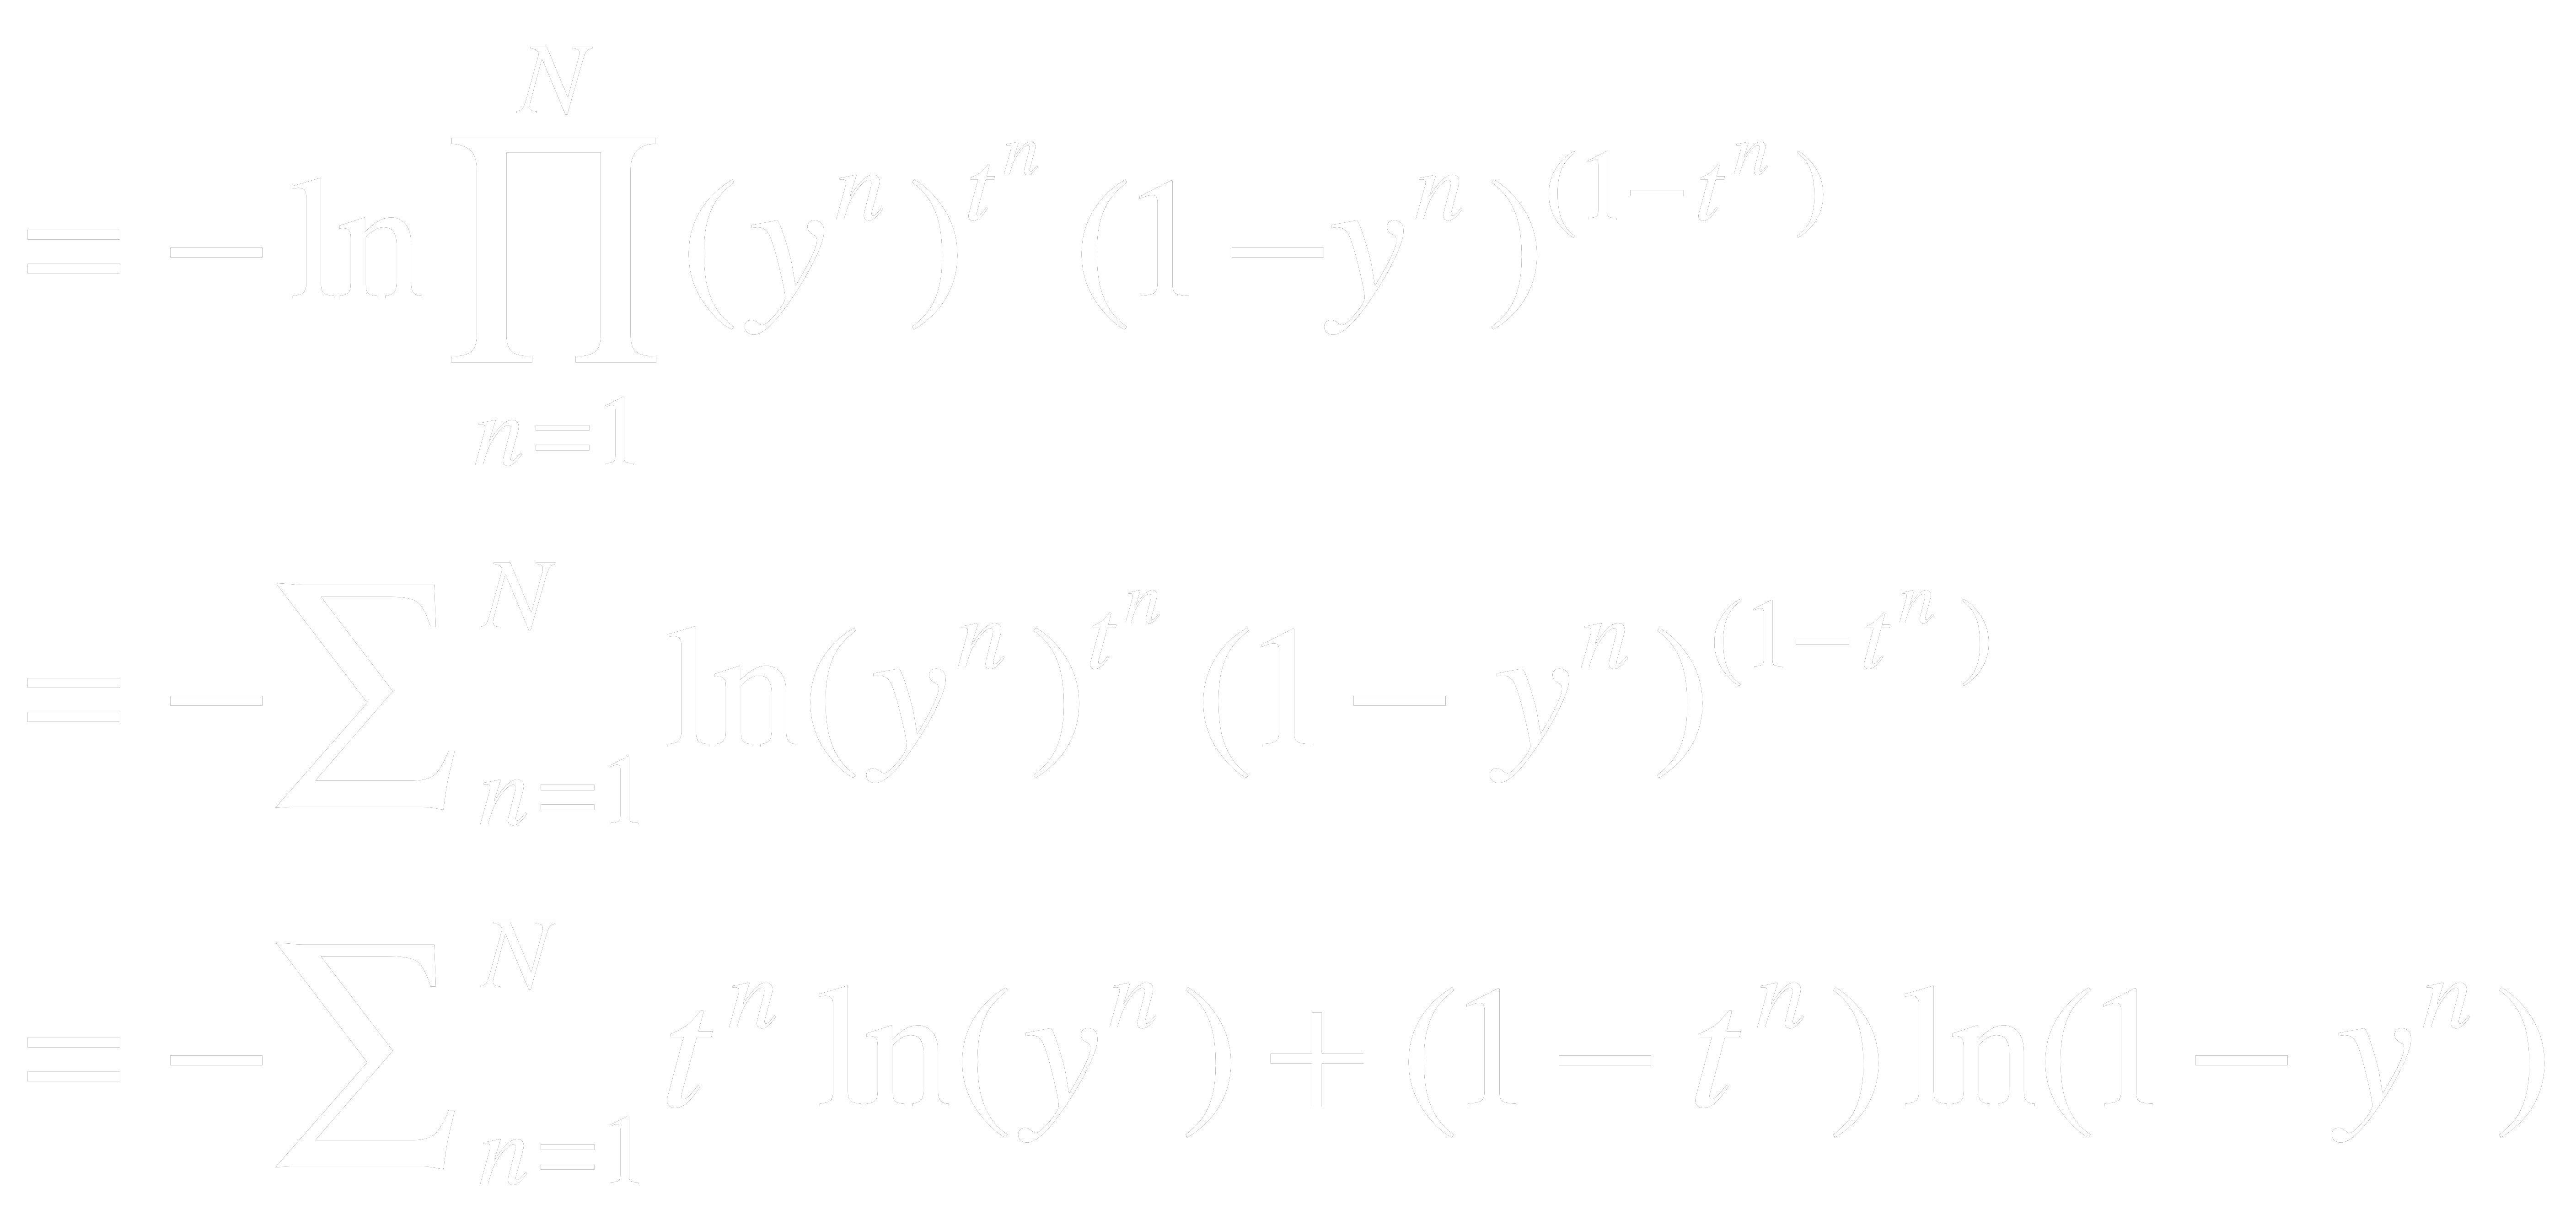 = − ln ∏_{n=1}^{N} (y^n)^{t^n} (1 − y^n)^{(1−t^n)}
= − ∑_{n=1}^{N} ln(y^n)^{t^n} (1 − y^n)^{(1−t^n)}
= − ∑_{n=1}^{N} t^n ln(y^n) + (1 − t^n) ln(1 − y^n)